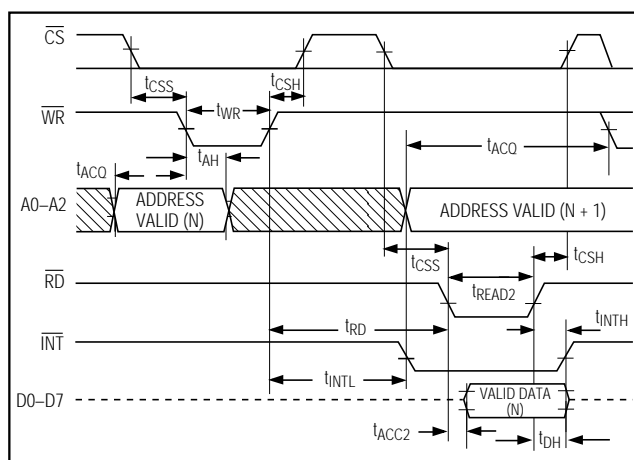 CS
tCSS
tCSH
tWR
WR
tAH
tACQ
tACQ
A0–A2
ADDRESS
VALID (N)
ADDRESS VALID (N + 1)
tCSS
tCSH
RD
tREAD2
tRD
tINTH
INT
tINTL
D0–D7
VALID DATA
(N)
tACC2
tDH